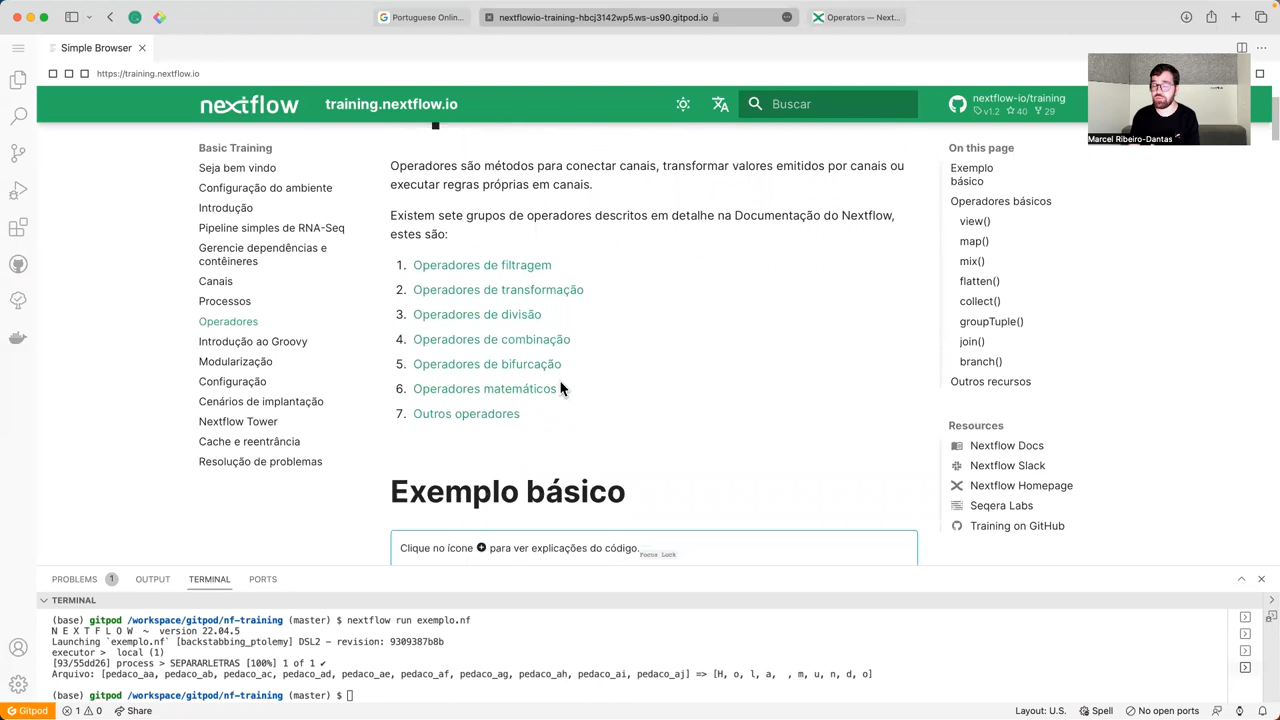 Portuguese Onlin...
nextflowio-training-hbcj3142wp5.ws-us90.gitpod.io
Operators — Next...
Simple Browser
https://training.nextflow.io
nextflow
training.nextflow.io
Buscar
nextflow-io/training
v1.2 40 29
Marcel Ribeiro-Dantas
Basic Training
Seja bem vindo
Configuração do ambiente
Introdução
Pipeline simples de RNA-Seq
Gerencie dependências e
contêineres
Canais
Processos
Operadores
Introdução ao Groovy
Modularização
Configuração
Cenários de implantação
Nextflow Tower
Cache e reentrância
Resolução de problemas
Operadores são métodos para conectar canais, transformar valores emitidos por canais ou
executar regras próprias em canais.
Existem sete grupos de operadores descritos em detalhe na Documentação do Nextflow,
estes são:
1. Operadores de filtragem
2. Operadores de transformação
3. Operadores de divisão
4. Operadores de combinação
5. Operadores de bifurcação
6. Operadores matemáticos
7. Outros operadores
Exemplo básico
Clique no ícone para ver explicações do código.
Focus Lock
On this page
Exemplo
básico
Operadores básicos
view()
map()
mix()
flatten()
collect()
groupTuple()
join()
branch()
Outros recursos
Resources
Nextflow Docs
Nextflow Slack
Nextflow Homepage
Seqera Labs
Training on GitHub
PROBLEMS 1 OUTPUT TERMINAL PORTS
TERMINAL
(base) gitpod /workspace/gitpod/nf-training (master) $ nextflow run exemplo.nf
N E X T F L O W ~ version 22.04.5
Launching `exemplo.nf` [backstabbing_ptolemy] DSL2 - revision: 9309387b8b
executor > local (1)
[93/55dd26] process > SEPARARLETRAS [100%] 1 of 1 ✔
Arquivo: [pedaco_aa, pedaco_ab, pedaco_ac, pedaco_ad, pedaco_ae, pedaco_af, pedaco_ag, pedaco_ah, pedaco_ai, pedaco_aj] => [H, o, l, a, , m, u, n, d, o]
(base) gitpod /workspace/gitpod/nf-training (master) $
Gitpod 1 0 Share Layout: U.S. Spell No open ports